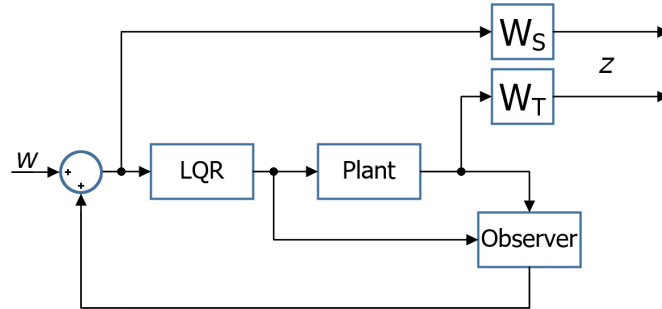 W_S
z
W_T
w
+
+
LQR
Plant
Observer